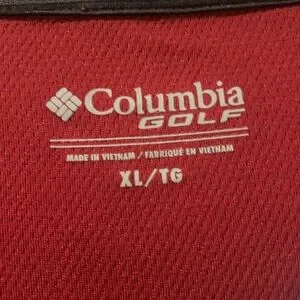 Columbia
GOLF
MADE IN VIETNAM / FABRIQUÉ EN VIETNAM
XL/TG